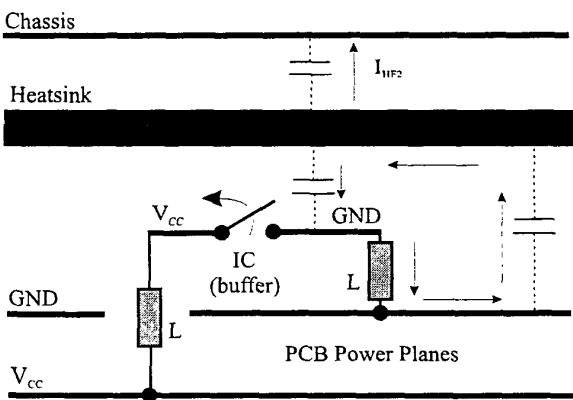 Chassis
I_HF2
Heatsink
V_CC
GND
IC
(buffer)
L
GND
L
PCB Power Planes
V_CC